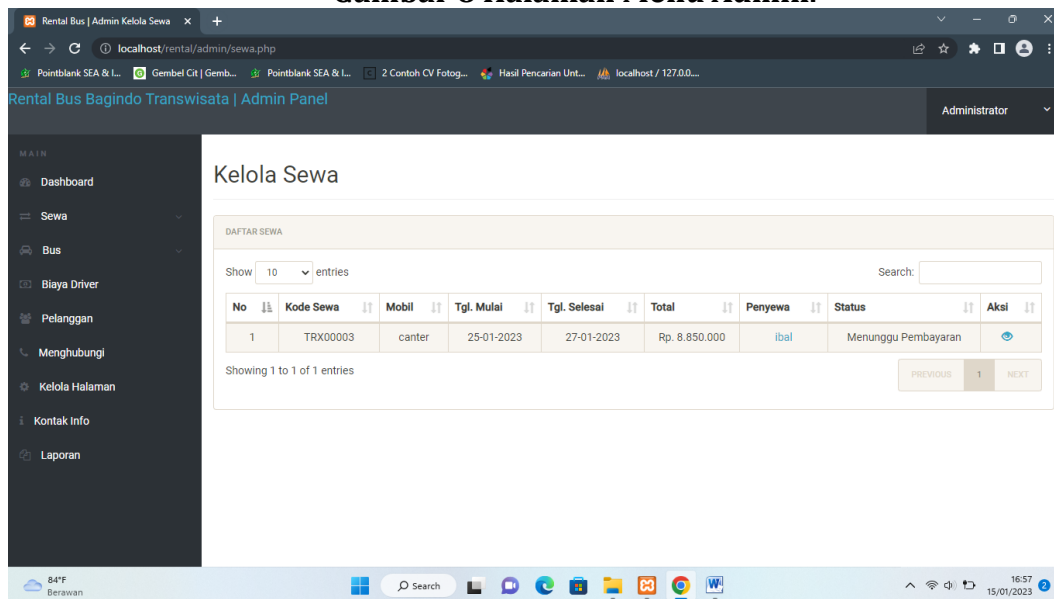 Rental Bus | Admin Kelola Sewa
localhost/rental/admin/sewa.php
Pointblank SEA & I... Gembel Cit | Gemb... Pointblank SEA & I... 2 Contoh CV Fotog... Hasil Pencarian Unt... localhost / 127.0.0....
Rental Bus Bagindo Transwisata | Admin Panel
Administrator
MAIN
Dashboard
Sewa
Bus
Biaya Driver
Pelanggan
Menghubungi
Kelola Halaman
Kontak Info
Laporan
Kelola Sewa
DAFTAR SEWA
Show 10 entries Search:
No Kode Sewa Mobil Tgl. Mulai Tgl. Selesai Total Penyewa Status Aksi
1 TRX00003 canter 25-01-2023 27-01-2023 Rp. 8.850.000 ibal Menunggu Pembayaran
Showing 1 to 1 of 1 entries PREVIOUS 1 NEXT
84°F
Berawan
Search
16:57
15/01/2023
2